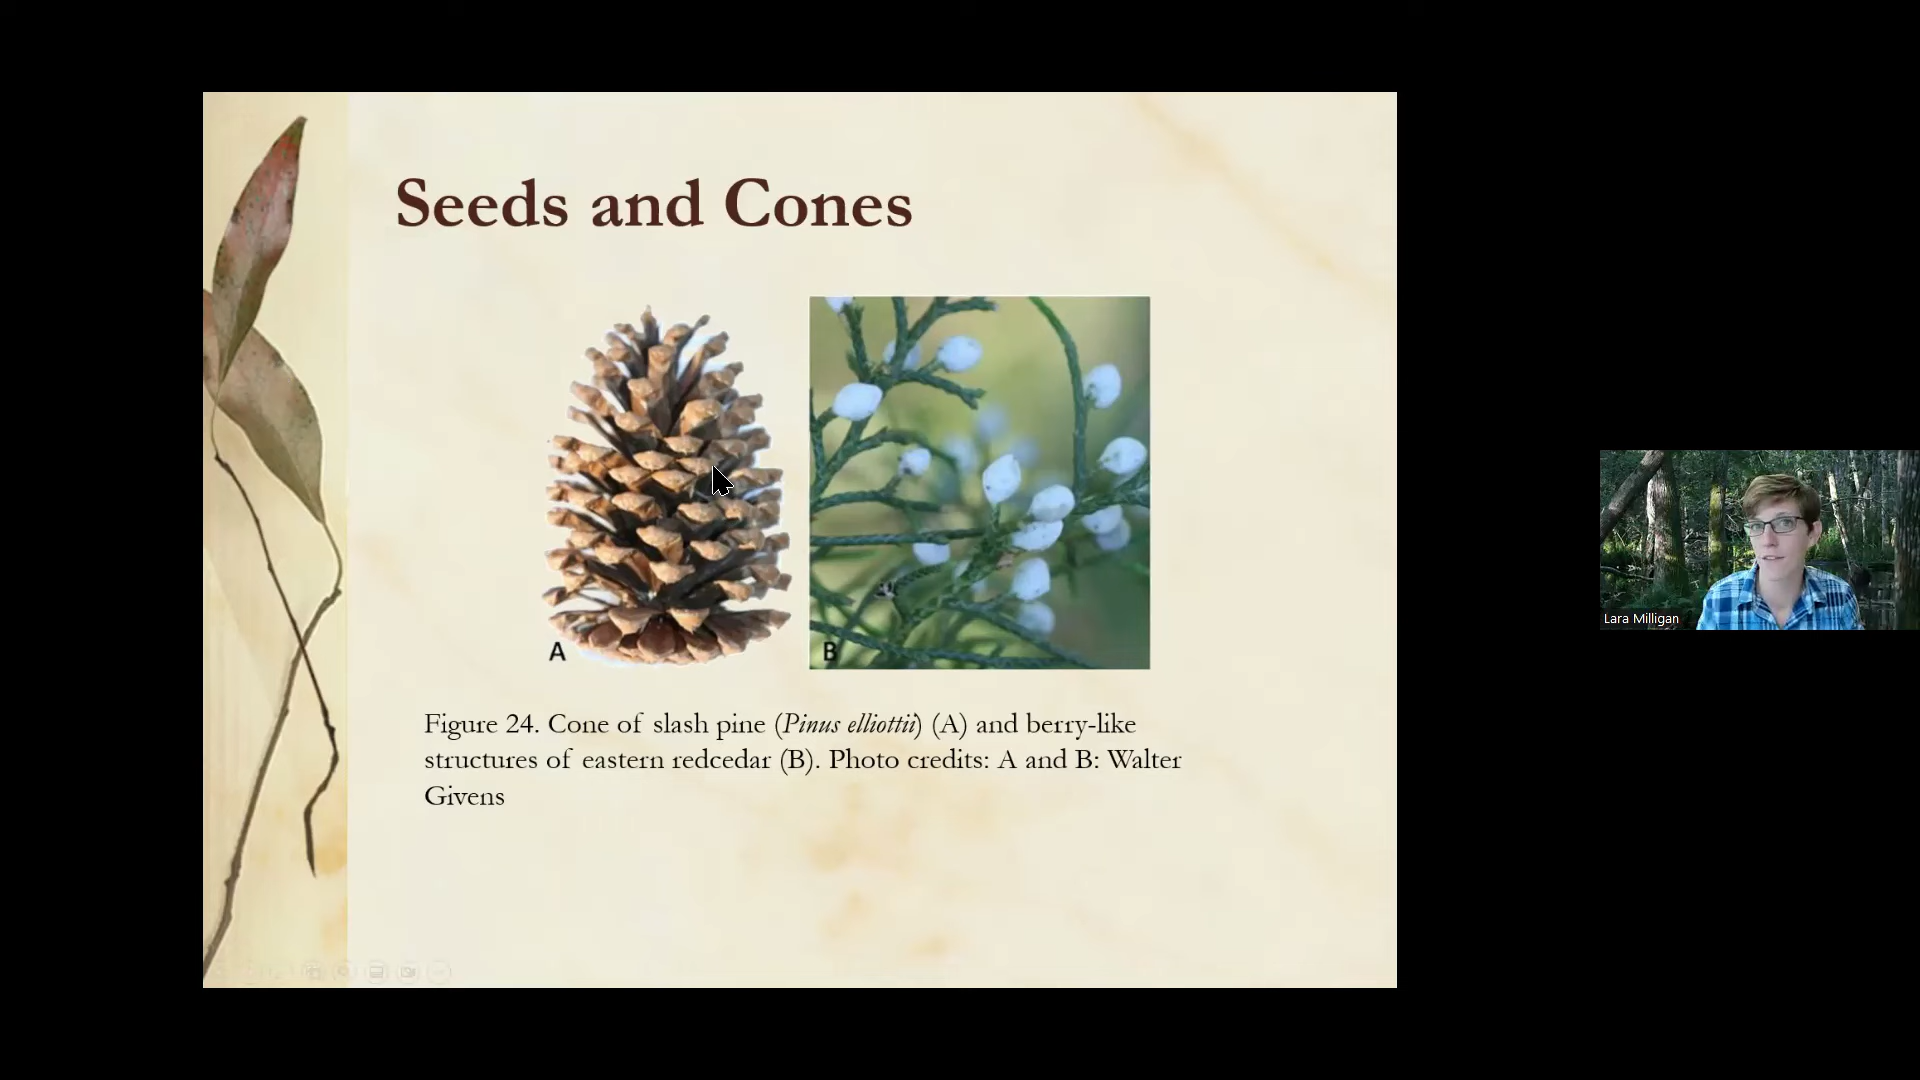 Seeds and Cones
A
B
Figure 24. Cone of slash pine (Pinus elliottii) (A) and berry-like
structures of eastern redcedar (B). Photo credits: A and B: Walter
Givens
Lara Milligan